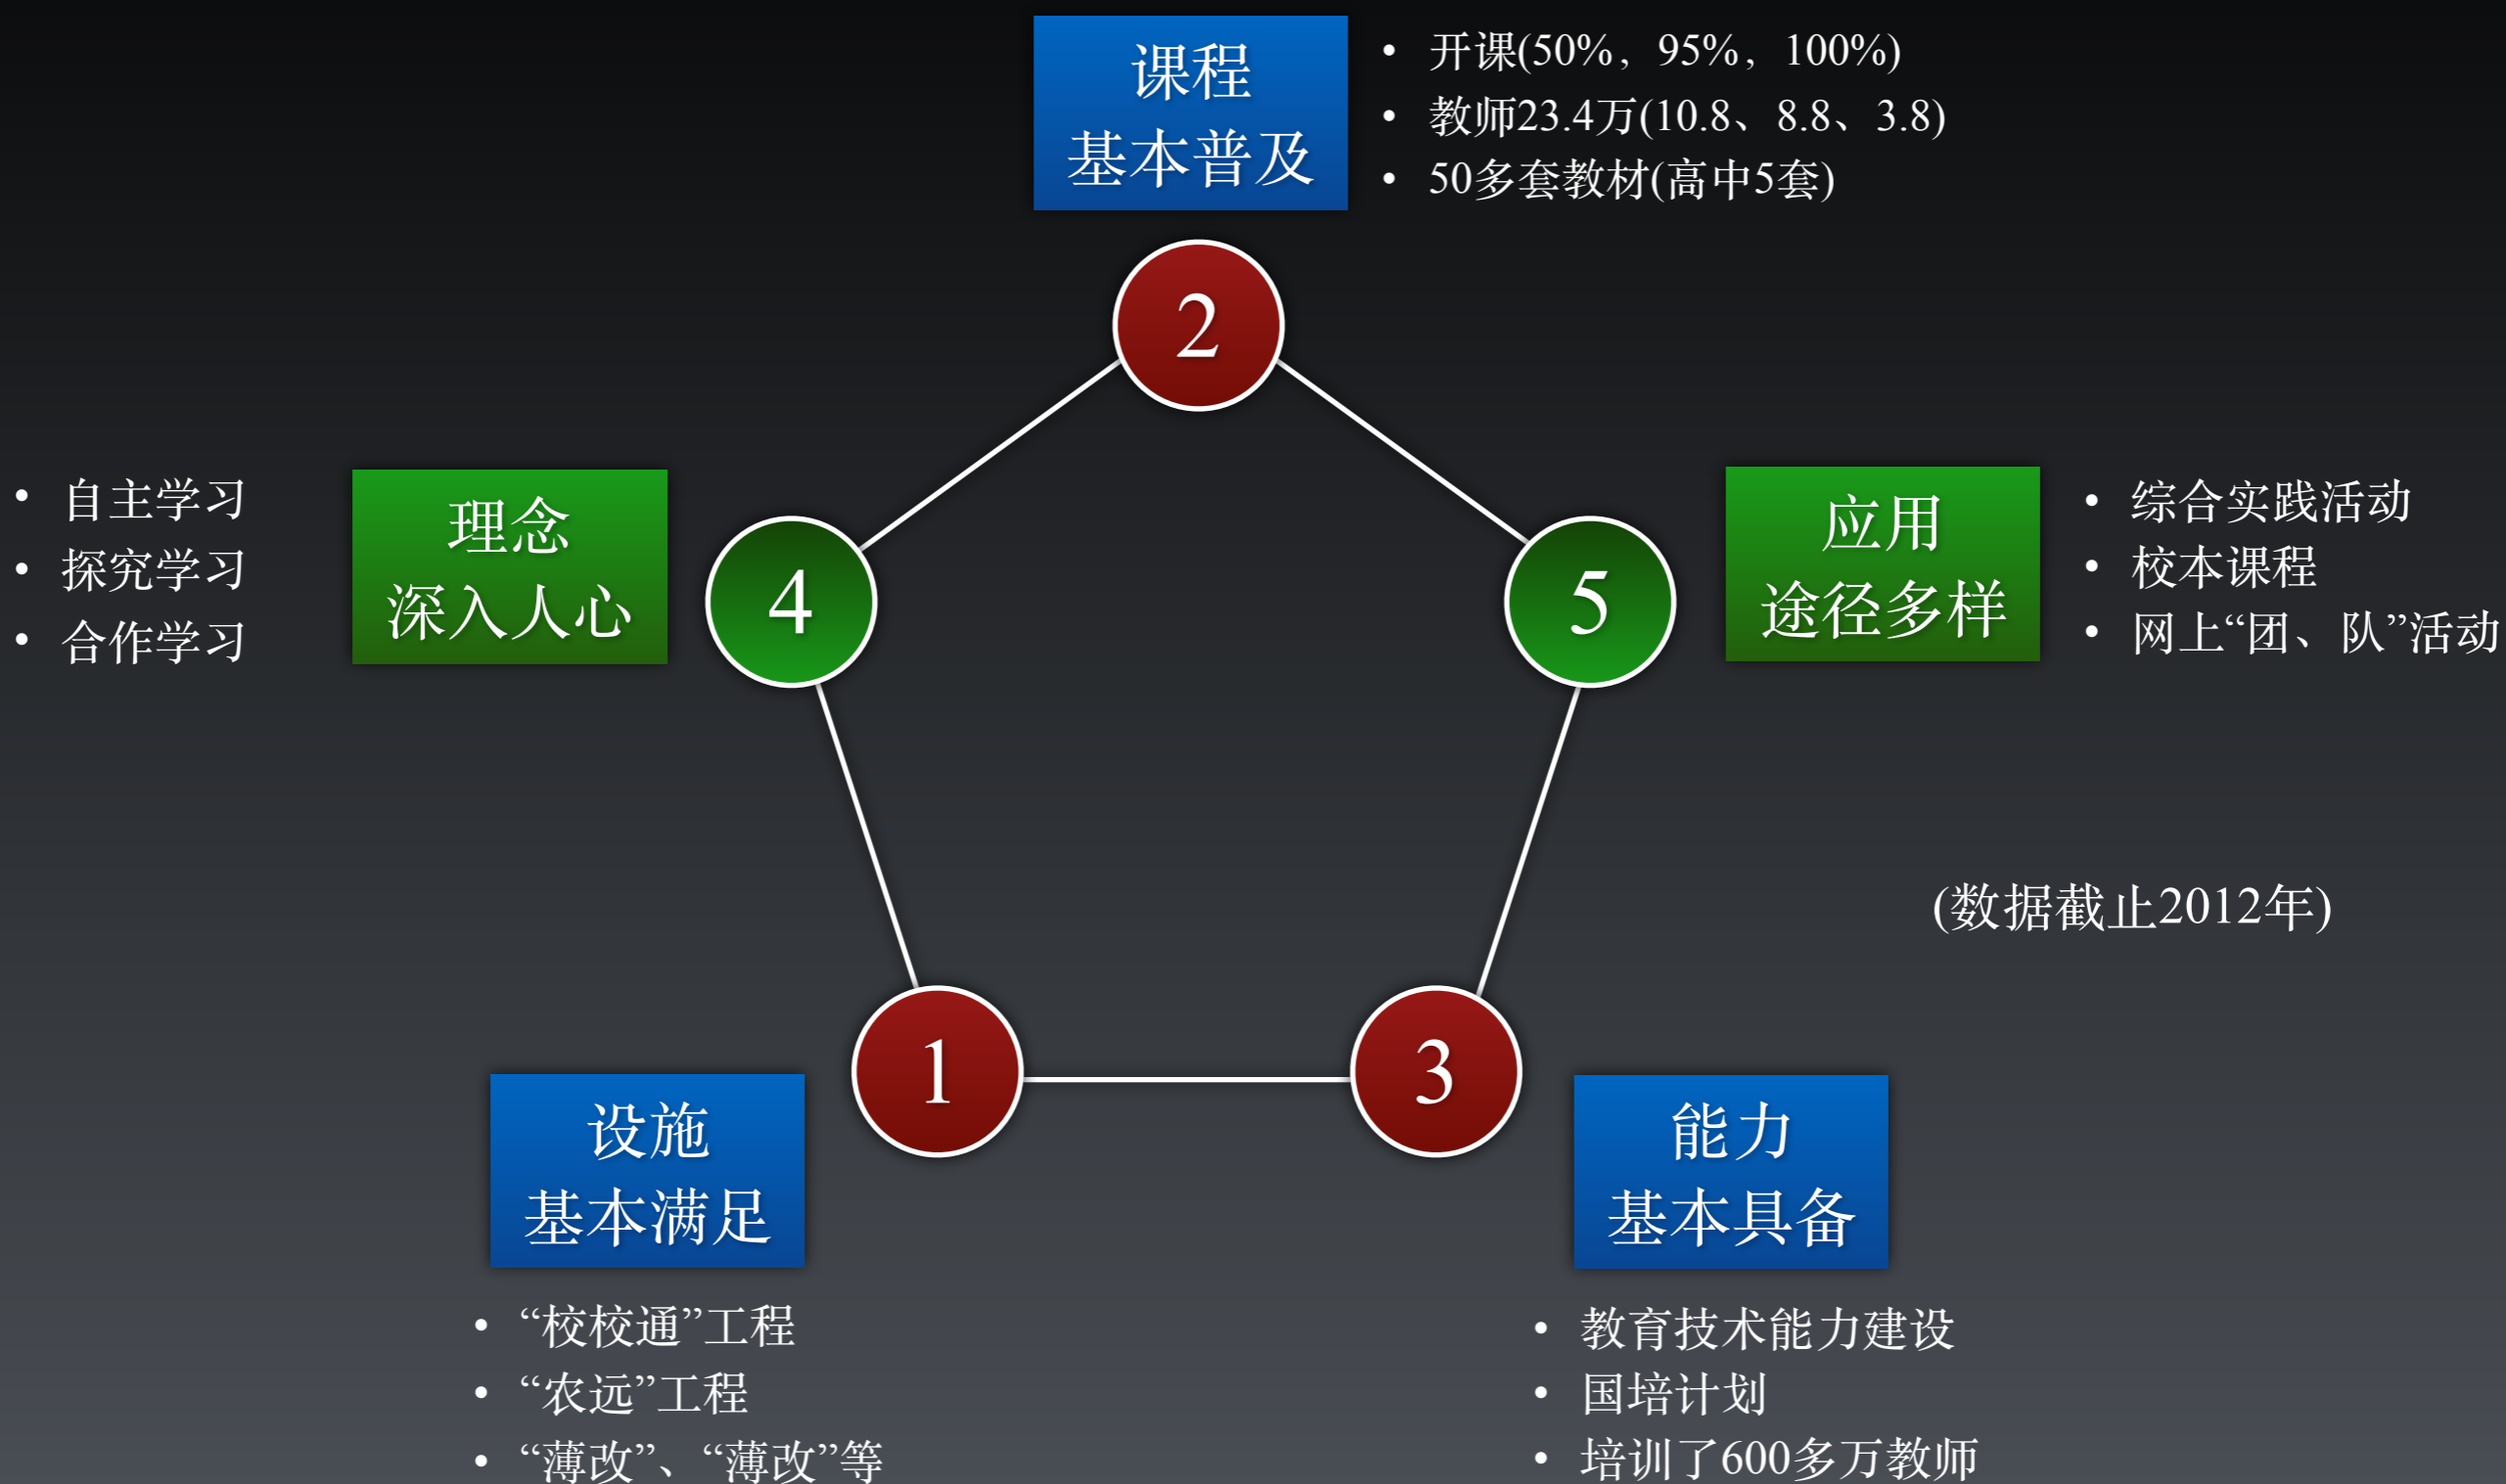 课程
基本普及
• 开课(50%，95%，100%)
• 教师23.4万(10.8、8.8、3.8)
• 50多套教材(高中5套)
2
• 自主学习
• 探究学习
• 合作学习
理念
深入人心
4
5
应用
途径多样
• 综合实践活动
• 校本课程
• 网上“团、队”活动
(数据截止2012年)
1
3
设施
基本满足
• “校校通”工程
• “农远”工程
• “薄改”、“薄改”等
能力
基本具备
• 教育技术能力建设
• 国培计划
• 培训了600多万教师